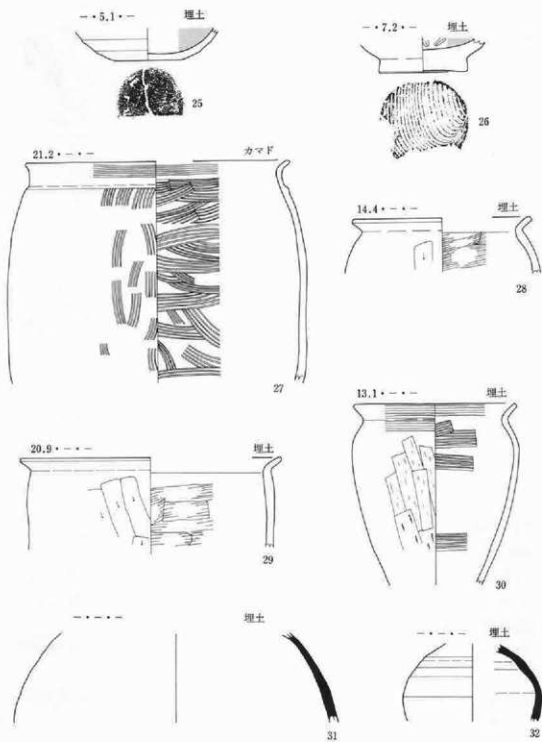 －・5.1・－ 埋土
25
－・7.2・－ 埋土
26
21.2・－・－ カマド
27
14.4・－・－ 埋土
28
20.9・－・－ 埋土
29
13.1・－・－ 埋土
30
－・－・－ 埋土
31
－・－・－ 埋土
32